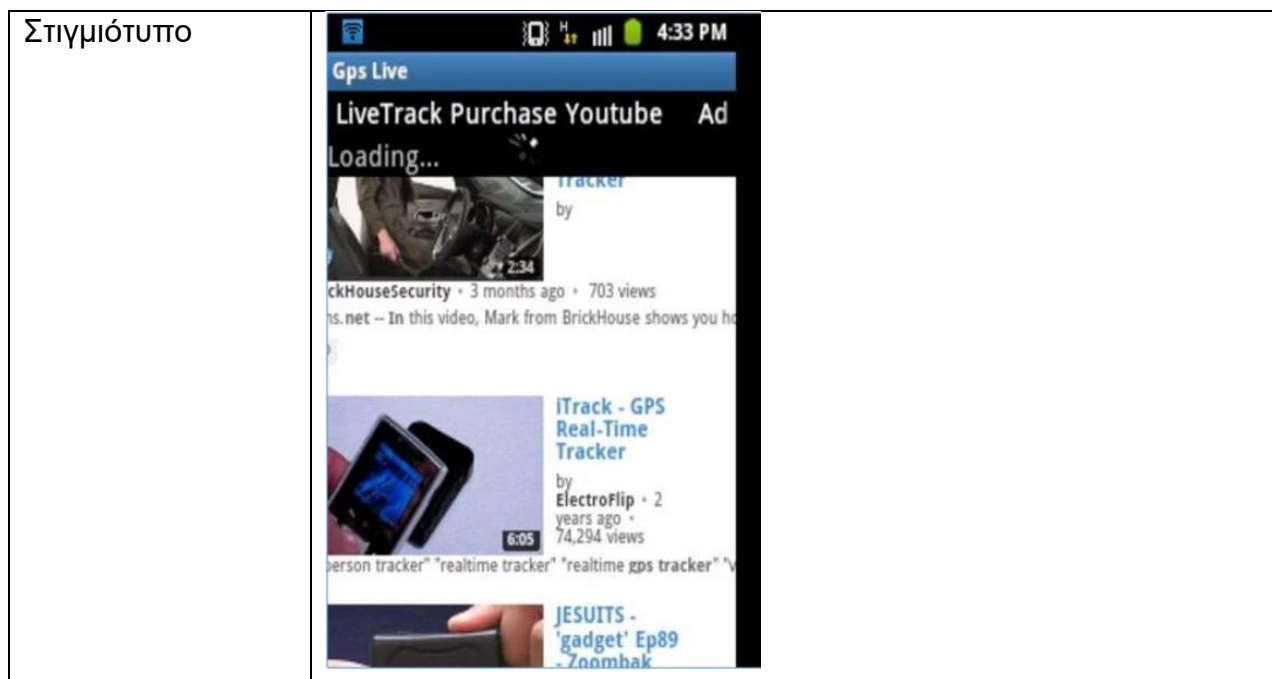 Στιγμιότυπο
H
4:33 PM
Gps Live
LiveTrack Purchase Youtube Ad
Loading...
Tracker
by
2:34
ckHouseSecurity • 3 months ago • 703 views
s.net -- In this video, Mark from BrickHouse shows you ho
iTrack - GPS
Real-Time
Tracker
by
ElectroFlip • 2
years ago •
74,294 views
6:05
person tracker" "realtime tracker" "realtime gps tracker" "v
JESUITS -
'gadget' Ep89
- Zoombak